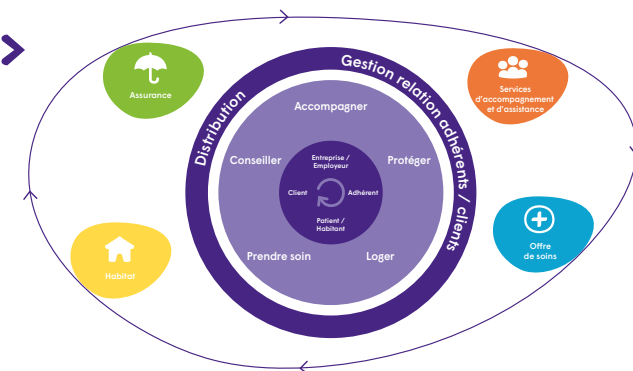 Assurance
Services
d'accompagnement
et d'assistance
Distribution
Gestion relation adhérents / clients
Accompagner
Conseiller
Protéger
Entreprise /
Employeur
Client
Adhérent
Patient /
Habitant
Prendre soin
Loger
Habitat
Offre
de soins